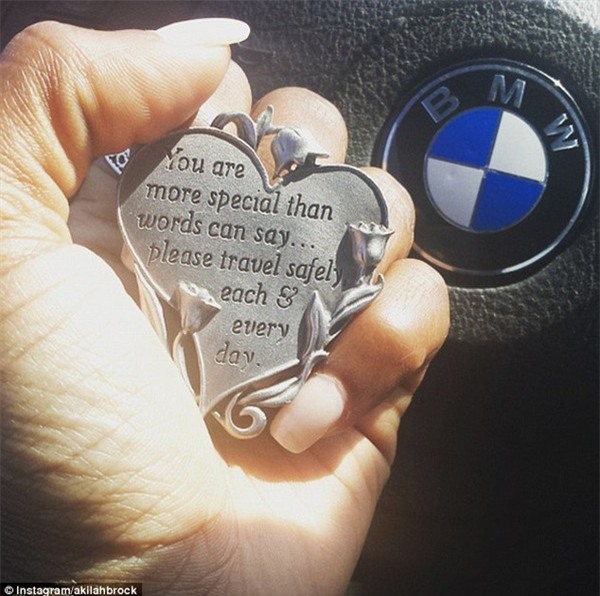 BMW
You are
more special than
words can say...
please travel safely
each &
every
day.
© Instagram/akilahbrock